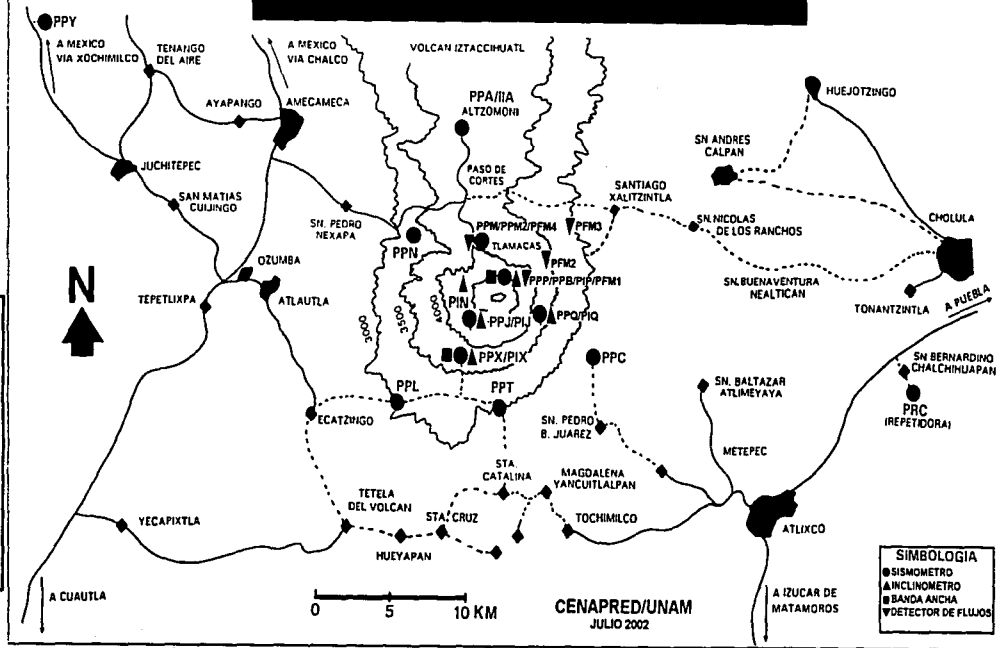 PPY
A MEXICO
VIA XOCHIMILCO
TENANGO
DEL AIRE
A MEXICO
VIA CHALCO
VOLCAN IZTACCIHUATL
AYAPANGO
AMECAMECA
PPA/IIA
ALTZOMONI
HUEJOTZINGO
SN ANDRES
CALPAN
JUCHITEPEC
PASO DE
CORTES
SANTIAGO
XALITZINTLA
SAN MATIAS
CUIJINGO
SN. PEDRO
NEXAPA
PPN
PPM/PPM2/PFM4
TLAMACAS
PFM3
SN. NICOLAS
DE LOS RANCHOS
CHOLULA
PFM2
N
OZUMBA
PPP/PPB/PIP/PFM1
SN.BUENAVENTURA
NEALTICAN
TEPETLIXPA
ATLAUTLA
PIN
TONANTZINTLA
A PUEBLA
3000
3500
4000
PPJ/PIJ
PPQ/PIQ
PPX/PIX
PPC
SN BERNARDINO
CHALCHIHUAPAN
PPL
PPT
SN. BALTAZAR
ATLIMEYAYA
PRC
(REPETIDORA)
ECATZINGO
SN. PEDRO
B. JUAREZ
METEPEC
STA.
CATALINA
MAGDALENA
YANCUITLALPAN
TETELA
DEL VOLCAN
STA. CRUZ
TOCHIMILCO
YECAPIXTLA
HUEYAPAN
ATLIXCO
A CUAUTLA
0 5 10 KM
CENAPRED/UNAM
JULIO 2002
A IZUCAR DE
MATAMOROS
SIMBOLOGIA
SISMOMETRO
INCLINOMETRO
BANDA ANCHA
DETECTOR DE FLUJOS